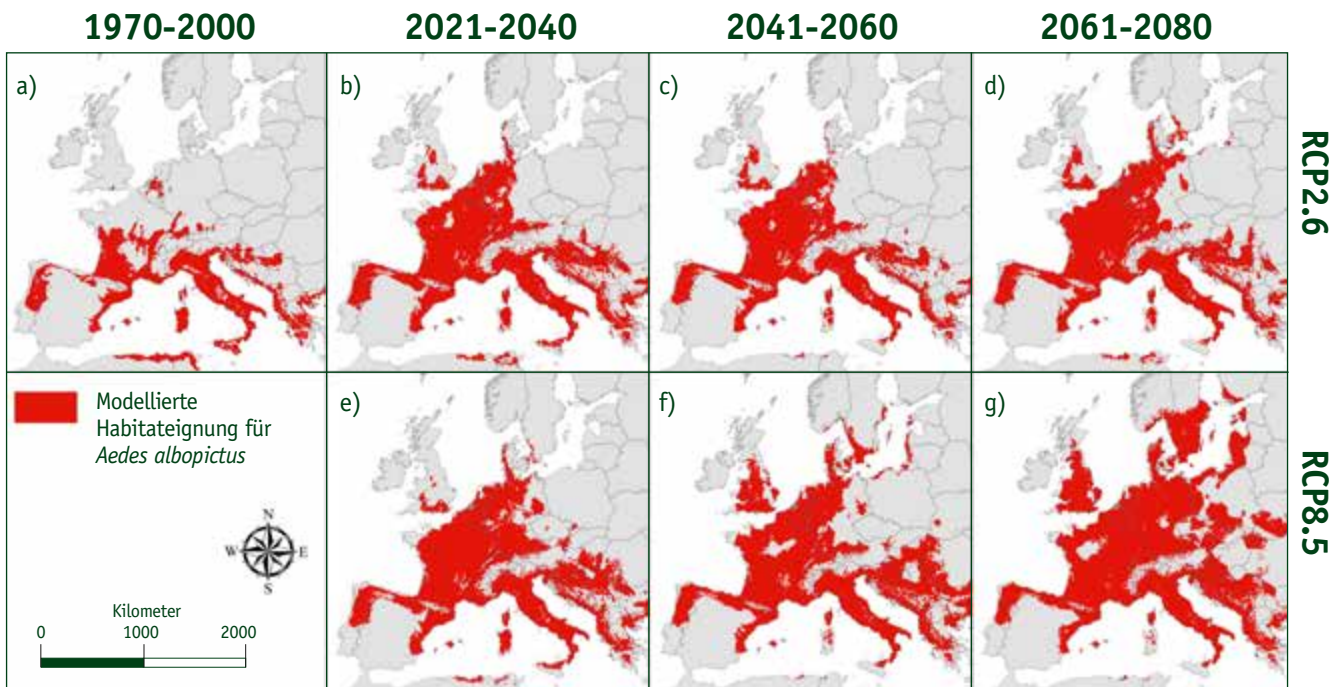 1970-2000
2021-2040
2041-2060
2061-2080
a)
b)
c)
d)
RCP2.6
Modellierte
Habitateignung für
Aedes albopictus
N
W
E
S
Kilometer
0
1000
2000
e)
f)
g)
RCP8.5